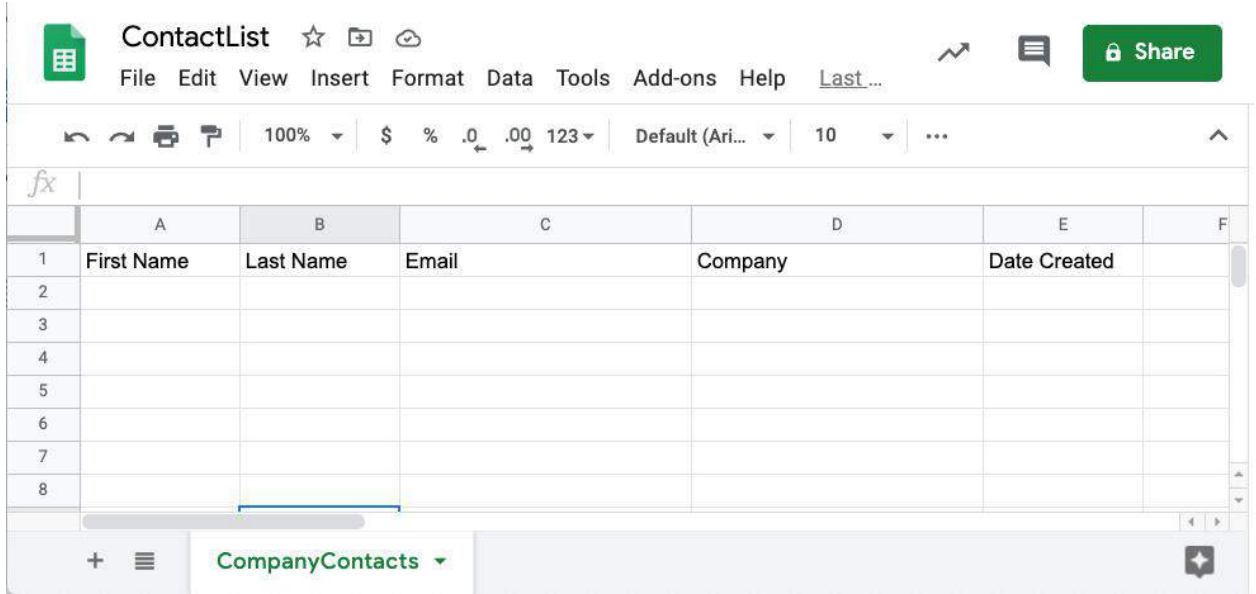 ContactList
File Edit View Insert Format Data Tools Add-ons Help Last ...
Share
100% $ % .0 .00 123 Default (Ari... 10 ...
fx
A B C D E F
1 First Name Last Name Email Company Date Created
2
3
4
5
6
7
8
+ CompanyContacts